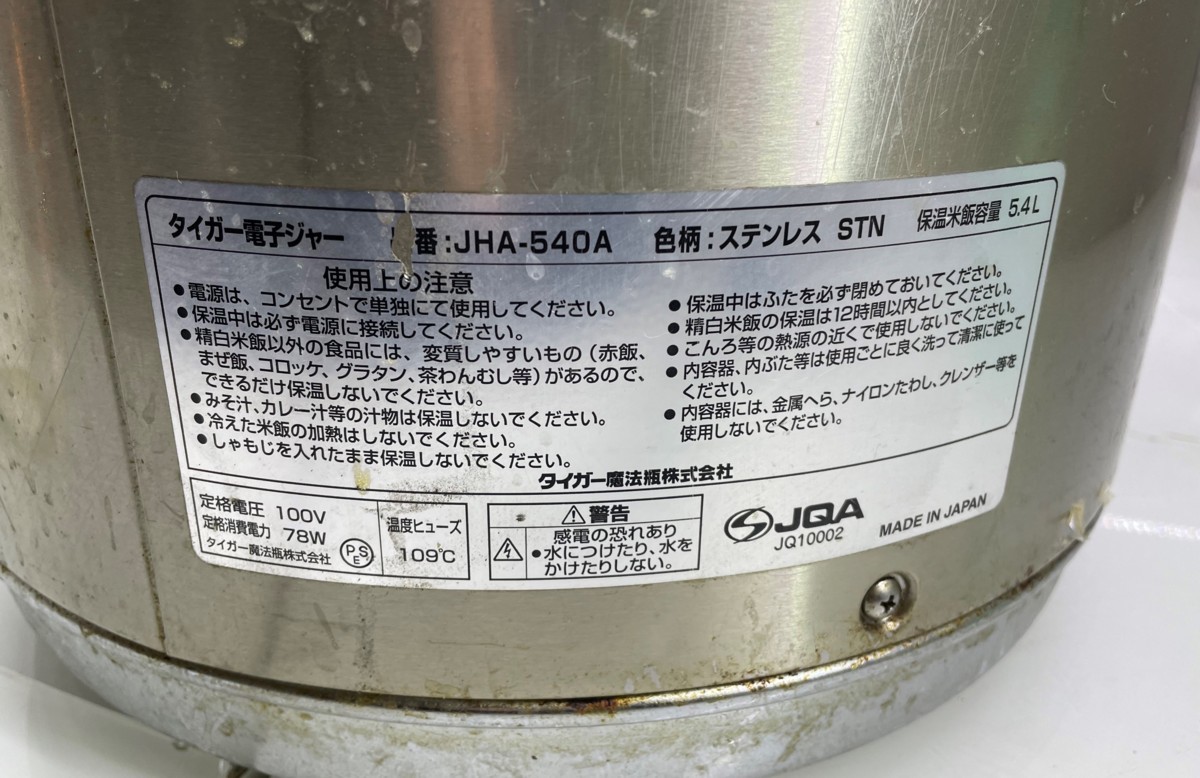 タイガー電子ジャー 番:JHA-540A 色柄:ステンレス STN 保温米飯容量 5.4L
使用上の注意
●電源は、コンセントで単独にて使用してください。
●保温中は必ず電源に接続してください。
●精白米飯以外の食品には、変質しやすいもの(赤飯、
まぜ飯、コロッケ、グラタン、茶わんむし等)があるので、
できるだけ保温しないでください。
●みそ汁、カレー汁等の汁物は保温しないでください。
●冷えた米飯の加熱はしないでください。
●しゃもじを入れたまま保温しないでください。
●保温中はふたを必ず閉めておいてください。
●精白米飯の保温は12時間以内としてください。
●こんろ等の熱源の近くで使用しないでください。
●内容器、内ぶた等は使用ごとに良く洗って清潔に使って
ください。
●内容器には、金属へら、ナイロンたわし、クレンザー等を
使用しないでください。
タイガー魔法瓶株式会社
定格電圧 100V
定格消費電力 78W
タイガー魔法瓶株式会社 PSE
温度ヒューズ
109℃
⚠警告
感電の恐れあり
●水につけたり、水を
かけたりしない。
JQA
JQ10002
MADE IN JAPAN